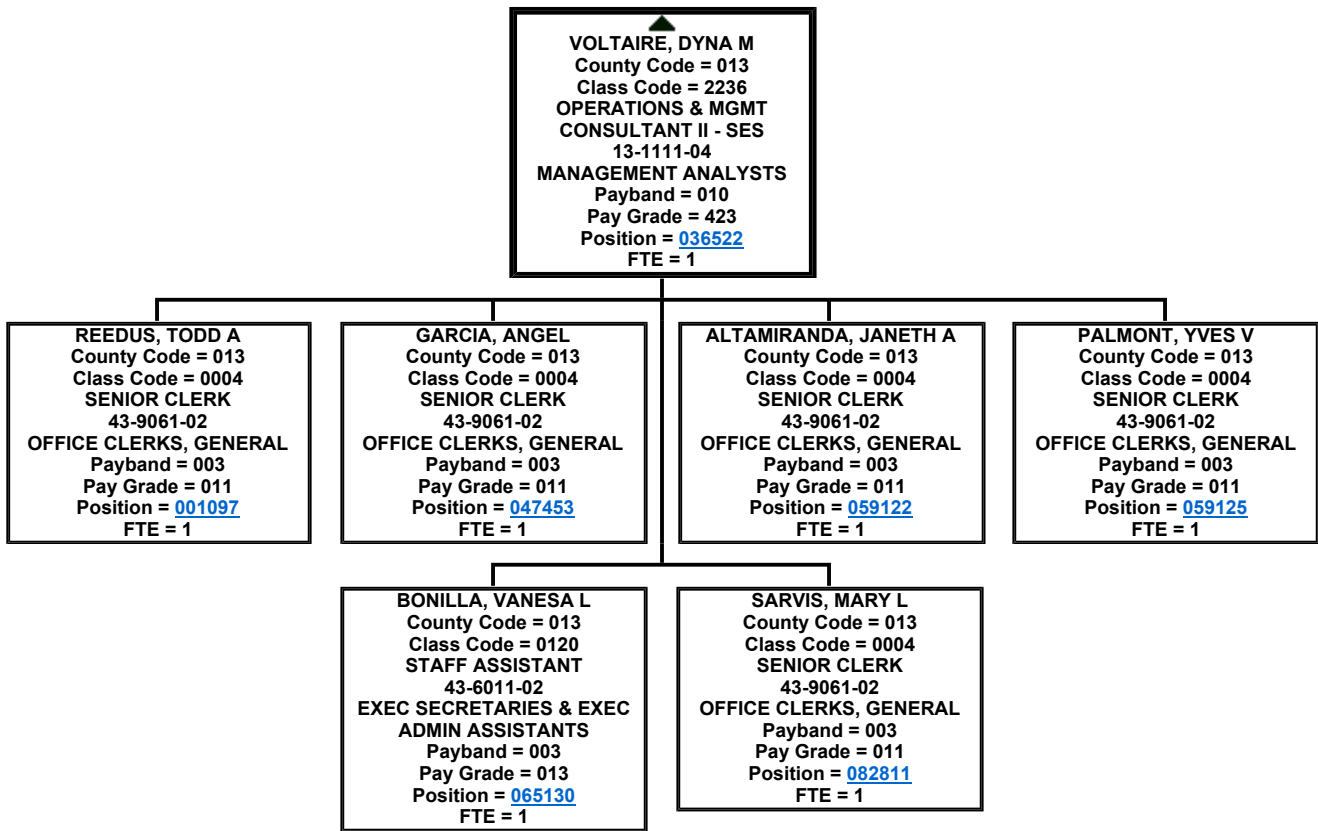 VOLTAIRE, DYNA M
County Code = 013
Class Code = 2236
OPERATIONS & MGMT
CONSULTANT II - SES
13-1111-04
MANAGEMENT ANALYSTS
Payband = 010
Pay Grade = 423
Position = 036522
FTE = 1
REEDUS, TODD A
County Code = 013
Class Code = 0004
SENIOR CLERK
43-9061-02
OFFICE CLERKS, GENERAL
Payband = 003
Pay Grade = 011
Position = 001097
FTE = 1
GARCIA, ANGEL
County Code = 013
Class Code = 0004
SENIOR CLERK
43-9061-02
OFFICE CLERKS, GENERAL
Payband = 003
Pay Grade = 011
Position = 047453
FTE = 1
ALTAMIRANDA, JANETH A
County Code = 013
Class Code = 0004
SENIOR CLERK
43-9061-02
OFFICE CLERKS, GENERAL
Payband = 003
Pay Grade = 011
Position = 059122
FTE = 1
PALMONT, YVES V
County Code = 013
Class Code = 0004
SENIOR CLERK
43-9061-02
OFFICE CLERKS, GENERAL
Payband = 003
Pay Grade = 011
Position = 059125
FTE = 1
BONILLA, VANESA L
County Code = 013
Class Code = 0120
STAFF ASSISTANT
43-6011-02
EXEC SECRETARIES & EXEC
ADMIN ASSISTANTS
Payband = 003
Pay Grade = 013
Position = 065130
FTE = 1
SARVIS, MARY L
County Code = 013
Class Code = 0004
SENIOR CLERK
43-9061-02
OFFICE CLERKS, GENERAL
Payband = 003
Pay Grade = 011
Position = 082811
FTE = 1